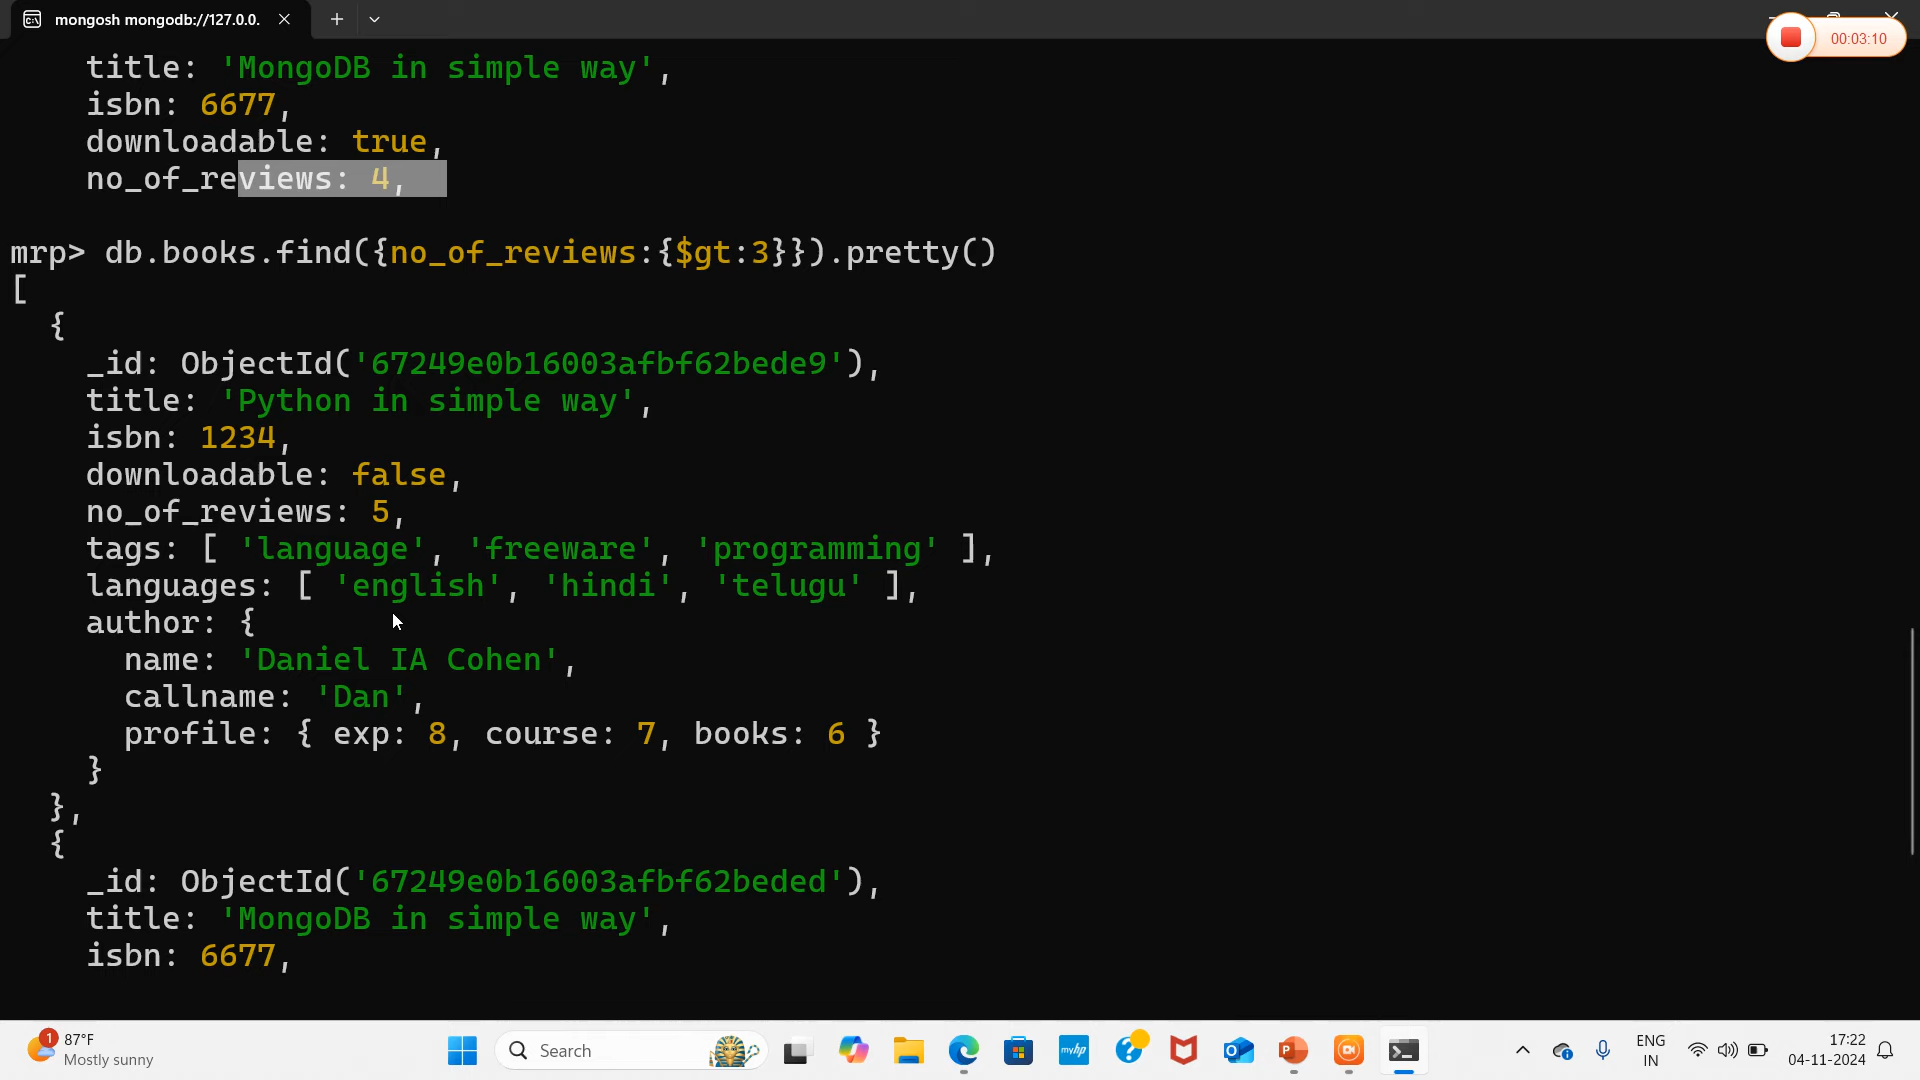 mongosh mongodb://127.0.0.
00:03:10
title: 'MongoDB in simple way',
isbn: 6677,
downloadable: true,
no_of_reviews: 4,
mrp> db.books.find({no_of_reviews:{$gt:3}}).pretty()
[
{
_id: ObjectId('67249e0b16003afbf62bede9'),
title: 'Python in simple way',
isbn: 1234,
downloadable: false,
no_of_reviews: 5,
tags: [ 'language', 'freeware', 'programming' ],
languages: [ 'english', 'hindi', 'telugu' ],
author: {
name: 'Daniel IA Cohen',
callname: 'Dan',
profile: { exp: 8, course: 7, books: 6 }
}
},
{
_id: ObjectId('67249e0b16003afbf62beded'),
title: 'MongoDB in simple way',
isbn: 6677,
1
87°F
Mostly sunny
Search
myhp
ENG
IN
17:22
04-11-2024